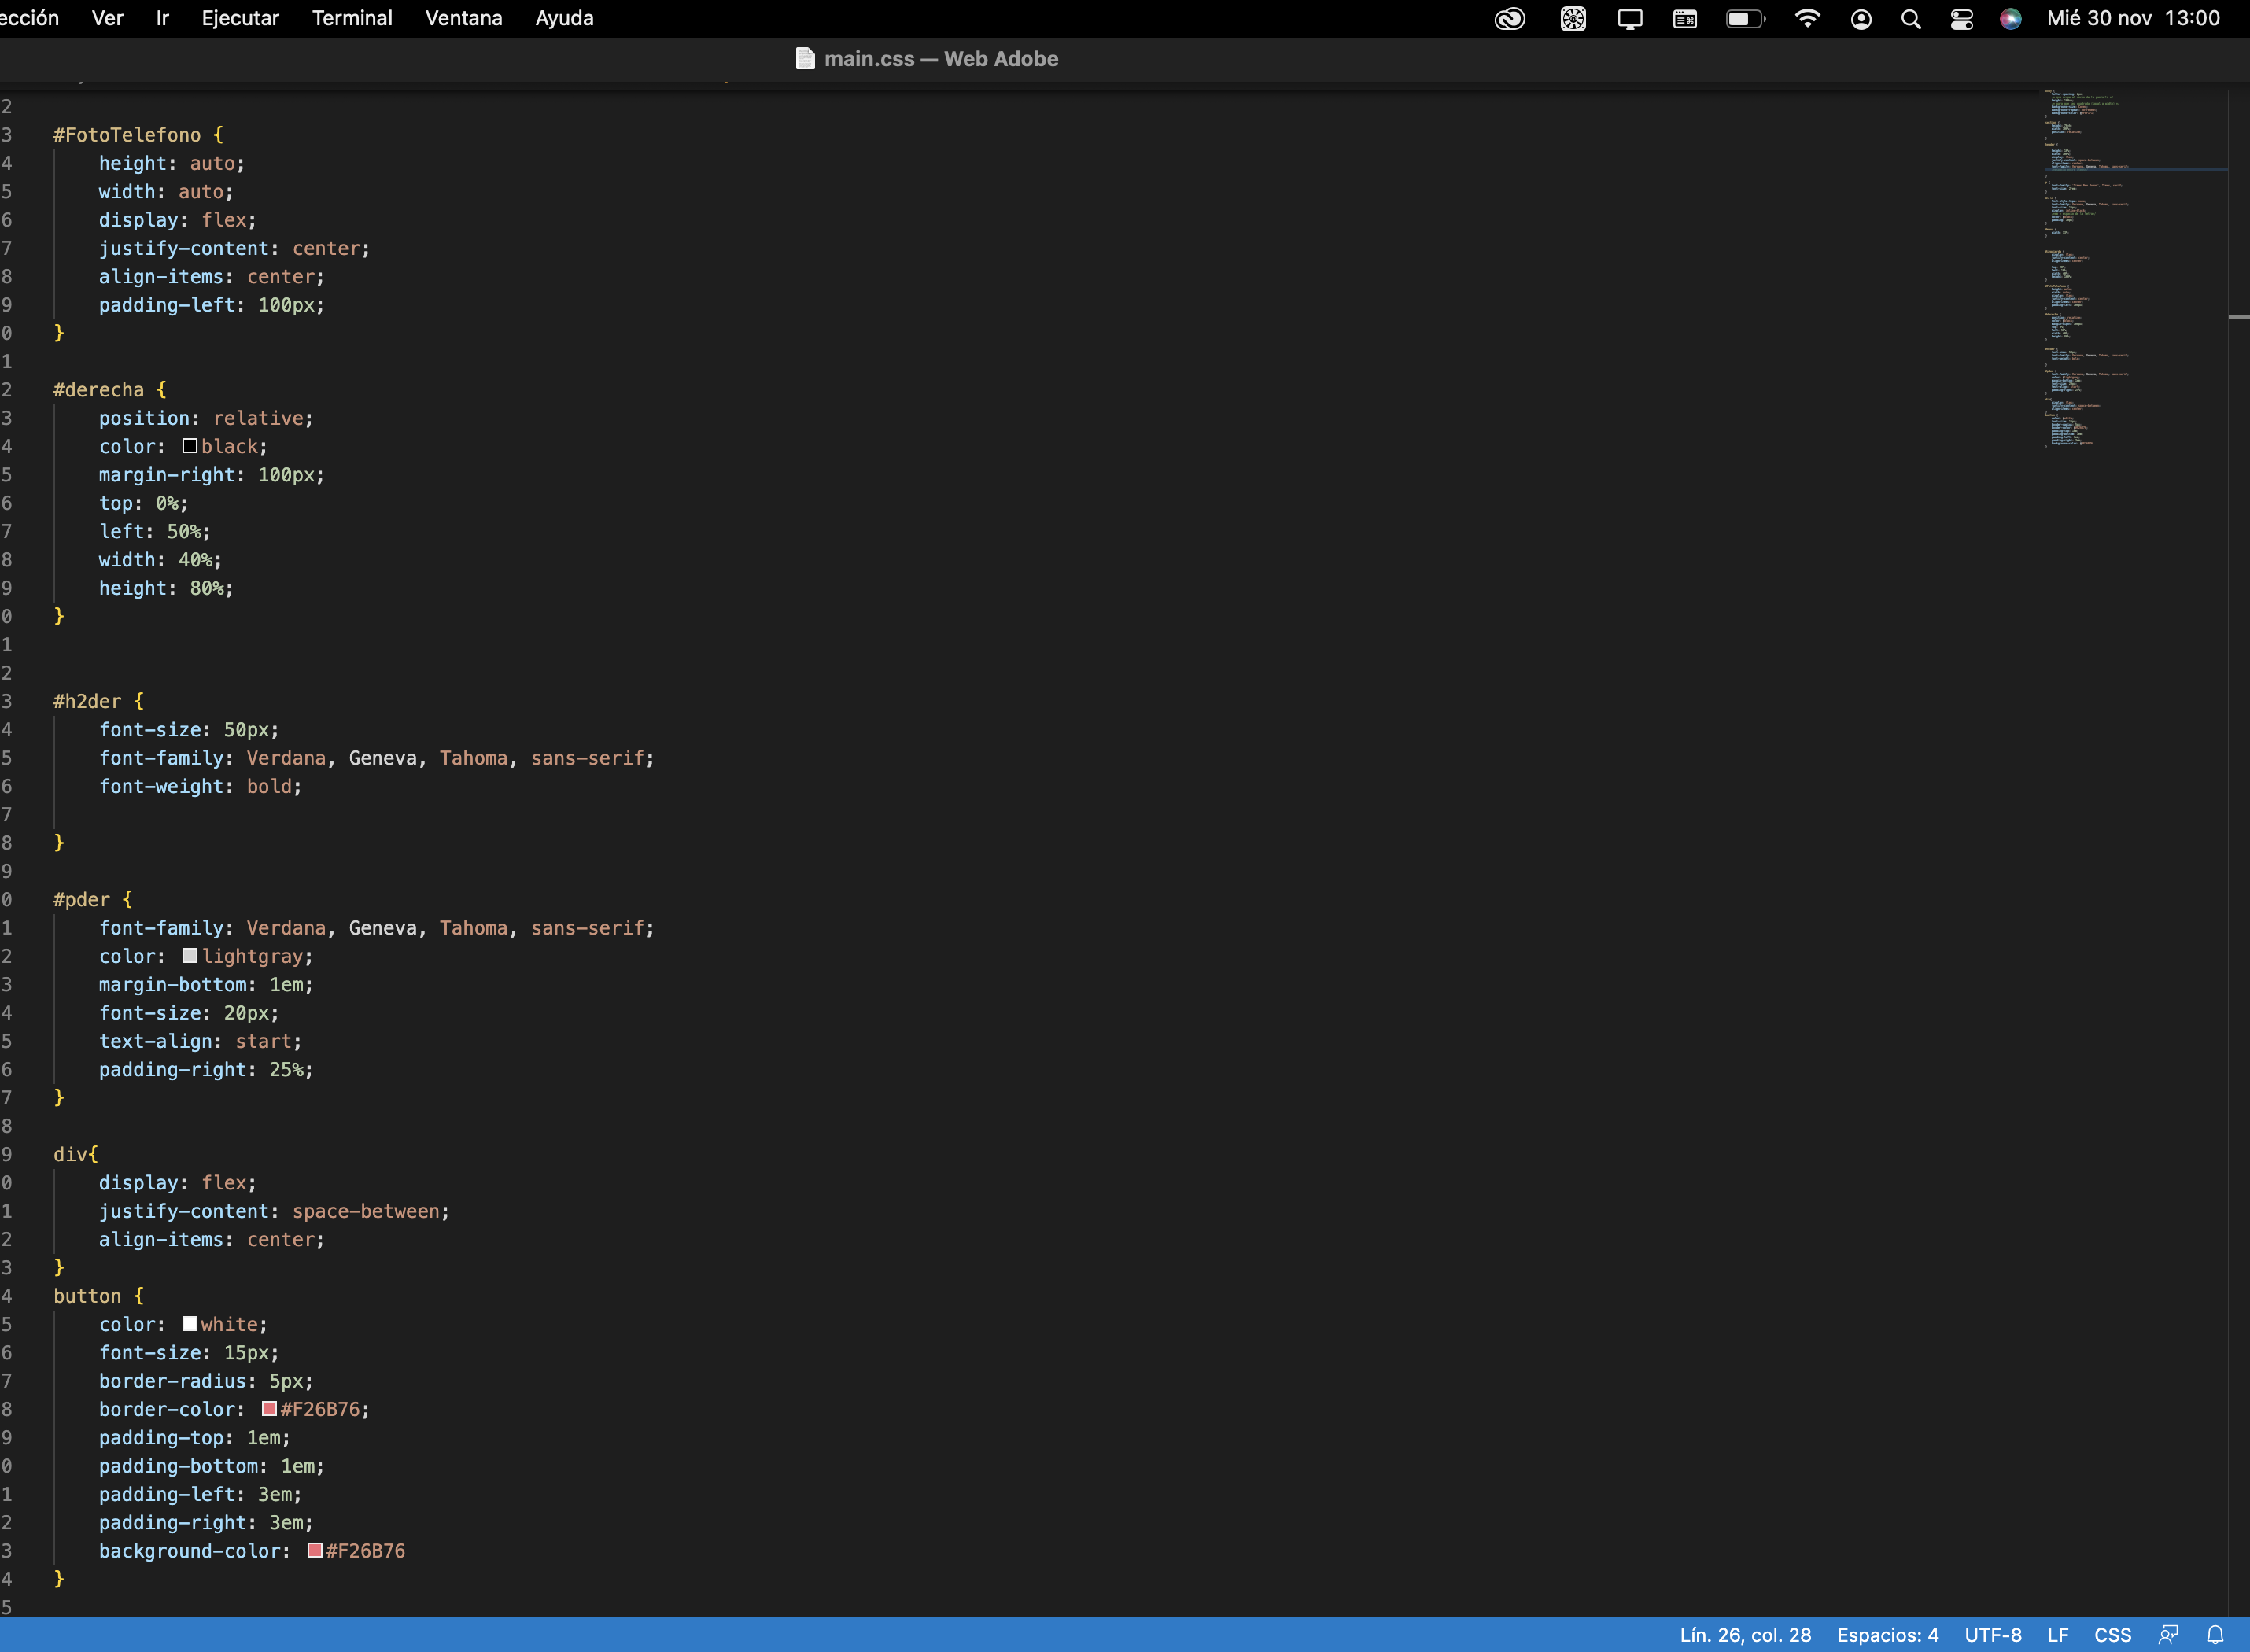 ección Ver Ir Ejecutar Terminal Ventana Ayuda Mié 30 nov 13:00
main.css — Web Adobe
2
3 #FotoTelefono {
4 height: auto;
5 width: auto;
6 display: flex;
7 justify-content: center;
8 align-items: center;
9 padding-left: 100px;
0 }
1
2 #derecha {
3 position: relative;
4 color: black;
5 margin-right: 100px;
6 top: 0%;
7 left: 50%;
8 width: 40%;
9 height: 80%;
0 }
1
2
3 #h2der {
4 font-size: 50px;
5 font-family: Verdana, Geneva, Tahoma, sans-serif;
6 font-weight: bold;
7
8 }
9
0 #pder {
1 font-family: Verdana, Geneva, Tahoma, sans-serif;
2 color: lightgray;
3 margin-bottom: 1em;
4 font-size: 20px;
5 text-align: start;
6 padding-right: 25%;
7 }
8
9 div{
0 display: flex;
1 justify-content: space-between;
2 align-items: center;
3 }
4 button {
5 color: white;
6 font-size: 15px;
7 border-radius: 5px;
8 border-color: #F26B76;
9 padding-top: 1em;
0 padding-bottom: 1em;
1 padding-left: 3em;
2 padding-right: 3em;
3 background-color: #F26B76
4 }
5
Lín. 26, col. 28 Espacios: 4 UTF-8 LF CSS